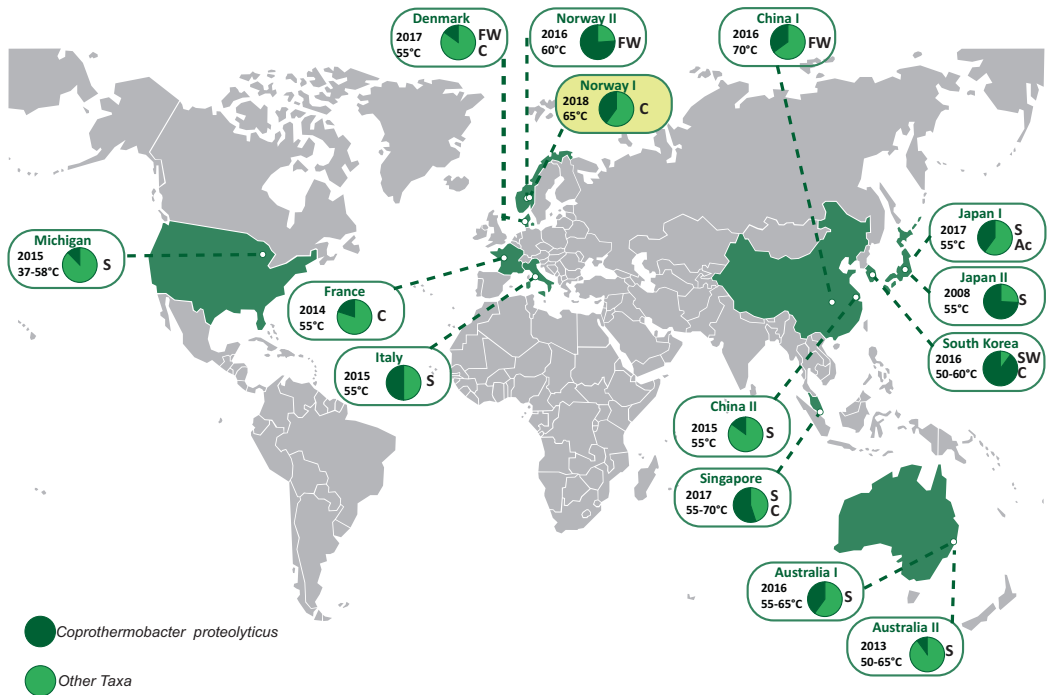 Denmark
2017
55°C
FW
C
Norway II
2016
60°C
FW
China I
2016
70°C
FW
Norway I
2018
65°C
C
Michigan
2015
37-58°C
S
France
2014
55°C
C
Italy
2015
55°C
S
Japan I
2017
55°C
S
Ac
Japan II
2008
55°C
S
South Korea
2016
50-60°C
SW
C
China II
2015
55°C
S
Singapore
2017
55-70°C
S
C
Australia I
2016
55-65°C
S
Australia II
2013
50-65°C
S
Coprothermobacter proteolyticus
Other Taxa